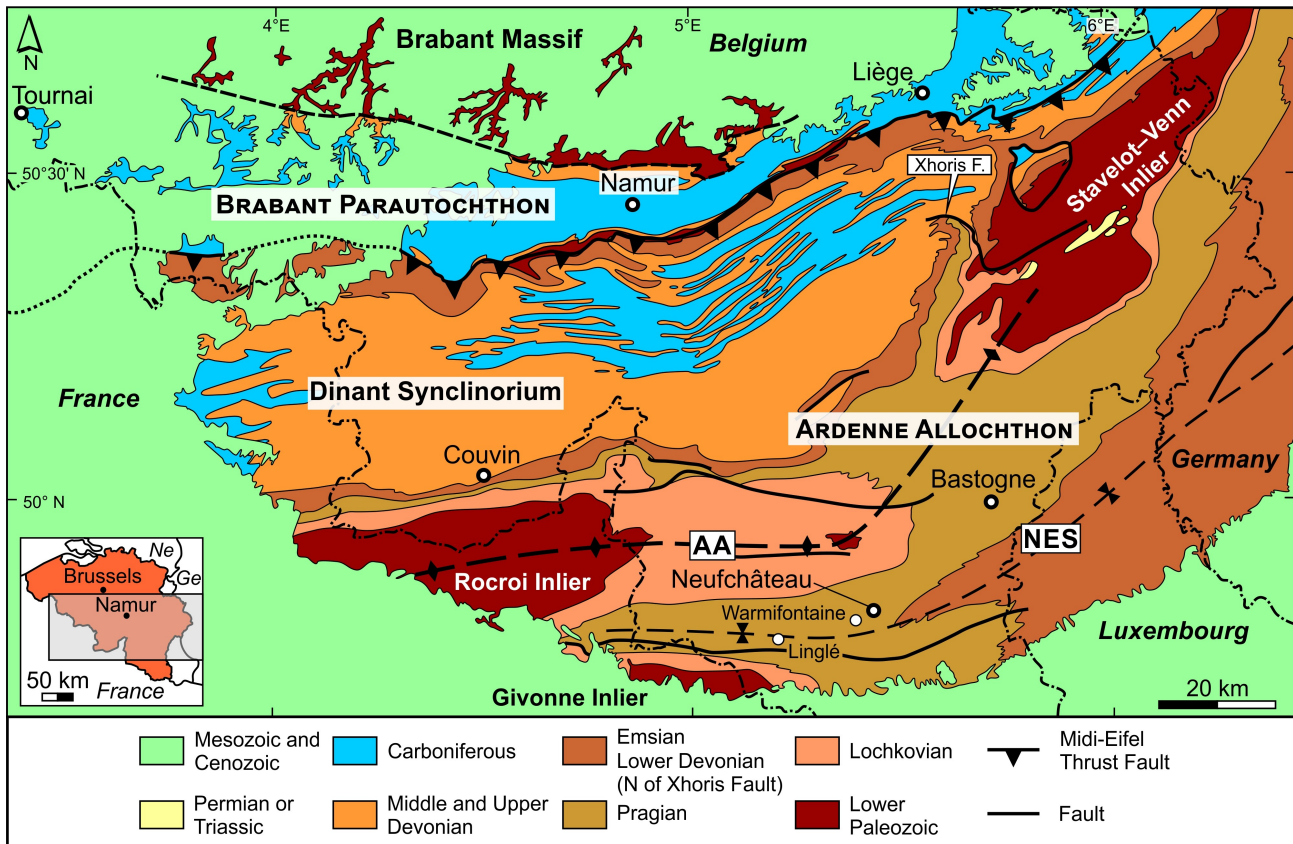 4°E
5°E
6°E
N
Brabant Massif
Belgium
Tournai
Liège
50°30' N
Xhoris F.
Stavelot–Venn
Inlier
Namur
BRABANT PARAUTOCHTHON
France
Dinant Synclinorium
ARDENNE ALLOCHTHON
Couvin
Germany
Bastogne
50° N
AA
NES
Rocroi Inlier
Neufchâteau
Warmifontaine
Linglé
Luxembourg
Givonne Inlier
20 km
Ne
Ge
Brussels
Namur
50 km
France
Mesozoic and
Cenozoic
Carboniferous
Emsian
Lower Devonian
(N of Xhoris Fault)
Lochkovian
Midi-Eifel
Thrust Fault
Permian or
Triassic
Middle and Upper
Devonian
Pragian
Lower
Paleozoic
Fault